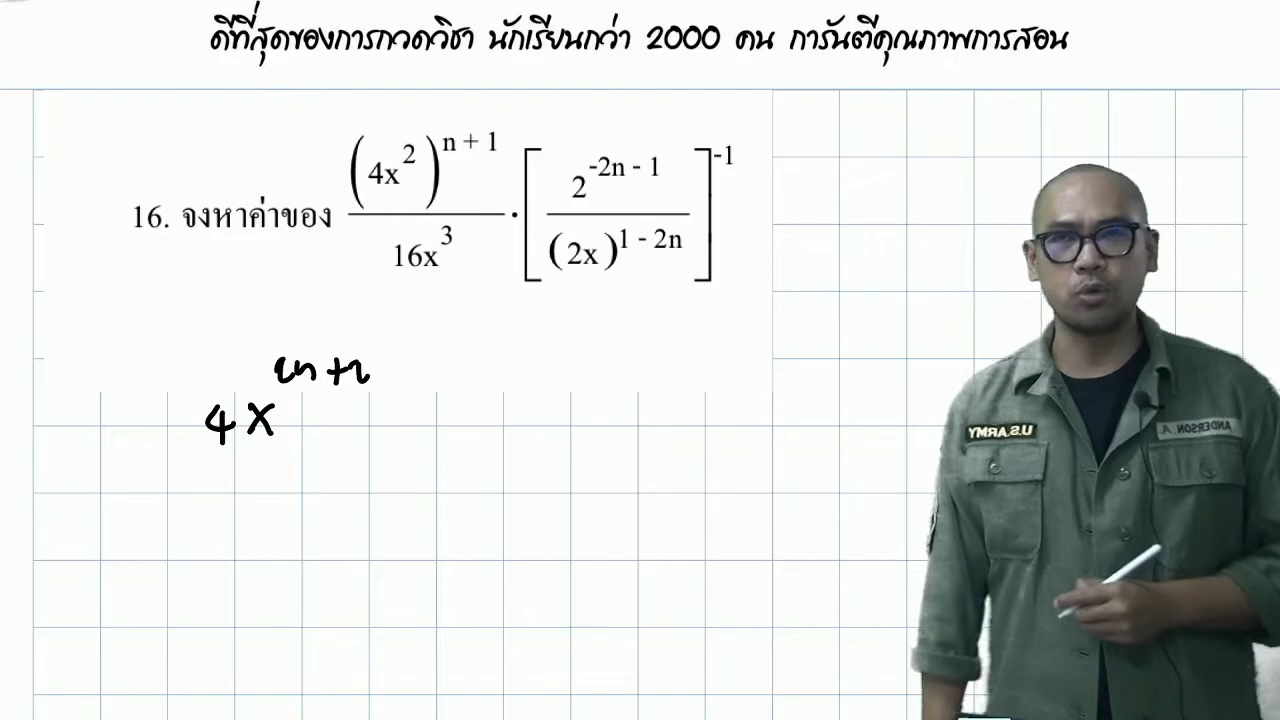 ดีที่สุดของการกวดวิชา นักเรียนกว่า 2000 คน การันตีคุณภาพการสอน
16. จงหาค่าของ (4x^2)^{n + 1} / 16x^3 · [2^{-2n - 1} / (2x)^{1 - 2n}]^{-1}
4x^{2n+2}
U.S.ARMY
ANDERSON.A